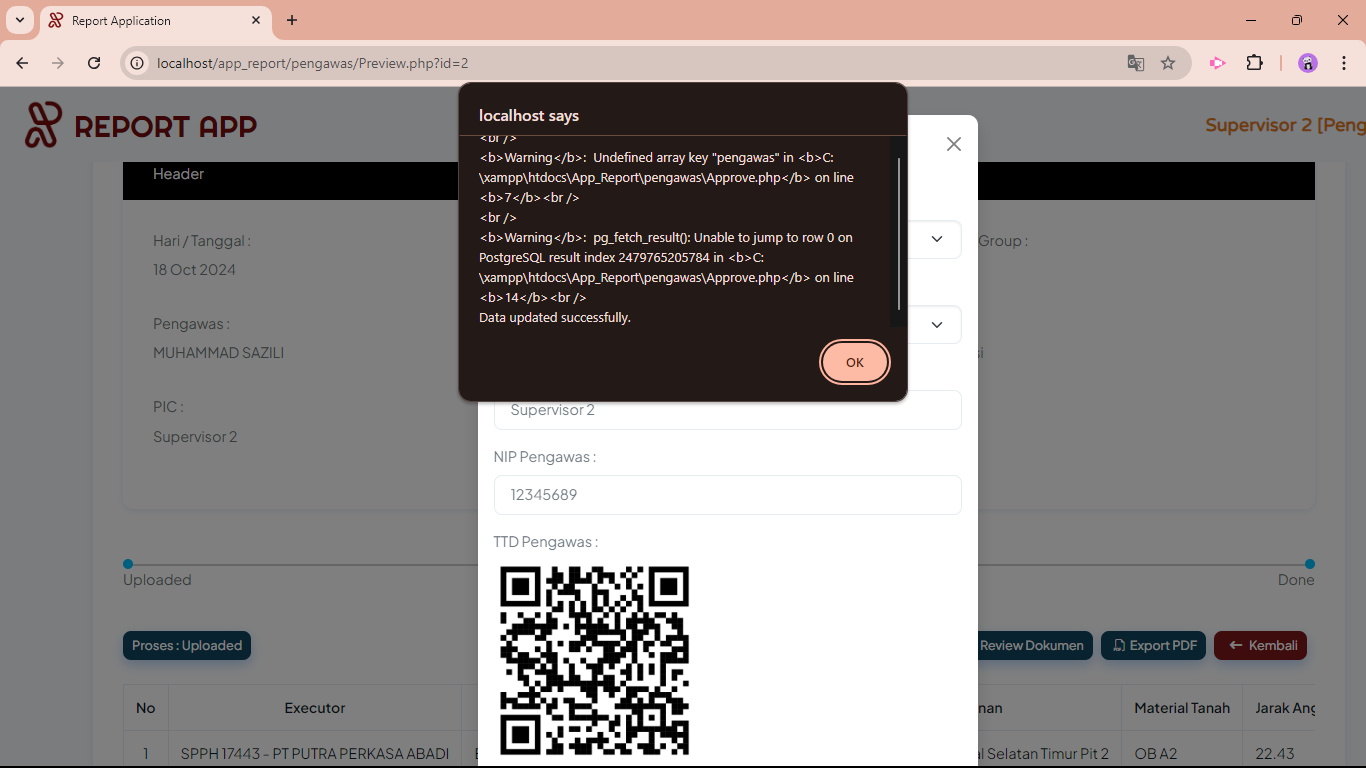 Report Application
localhost/app_report/pengawas/Preview.php?id=2
REPORT APP
Supervisor 2 [Peng
localhost says
<br />
<b>Warning</b>:  Undefined array key "pengawas" in <b>C:
\xampp\htdocs\App_Report\pengawas\Approve.php</b> on line
<b>7</b><br />
<br />
<b>Warning</b>:  pg_fetch_result(): Unable to jump to row 0 on
PostgreSQL result index 2479765205784 in <b>C:
\xampp\htdocs\App_Report\pengawas\Approve.php</b> on line
<b>14</b><br />
Data updated successfully.
OK
Header
Hari / Tanggal :
18 Oct 2024
Group :
Pengawas :
MUHAMMAD SAZILI
si
PIC :
Supervisor 2
Supervisor 2
NIP Pengawas :
12345689
TTD Pengawas :
Uploaded
Done
Proses : Uploaded
Review Dokumen
Export PDF
Kembali
No
Executor
nan
Material Tanah
Jarak Ang
1
SPPH 17443 - PT PUTRA PERKASA ABADI
al Selatan Timur Pit 2
OB A2
22.43